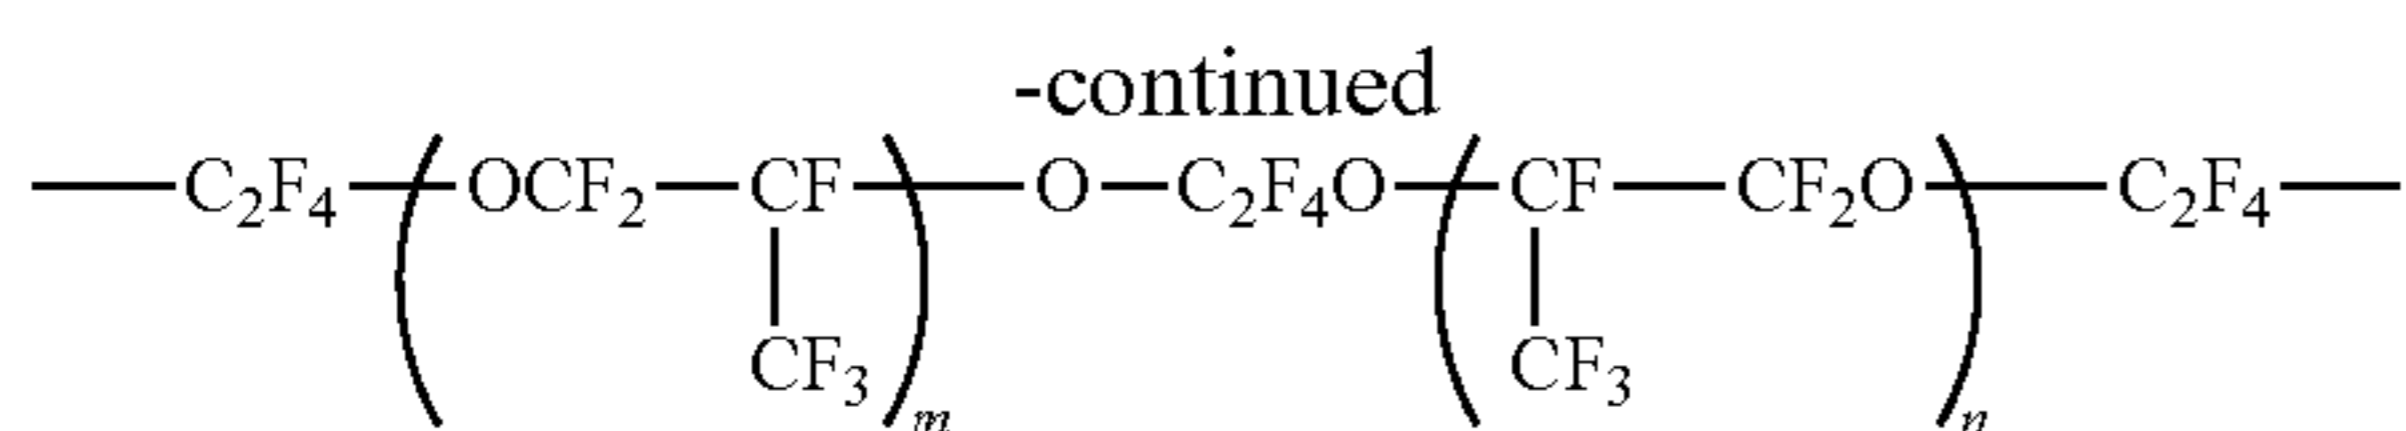 -continued
—C₂F₄—(OCF₂—CF—)ₘ—O—C₂F₄O—(CF—CF₂O—)ₙ—C₂F₄—
CF₃ CF₃